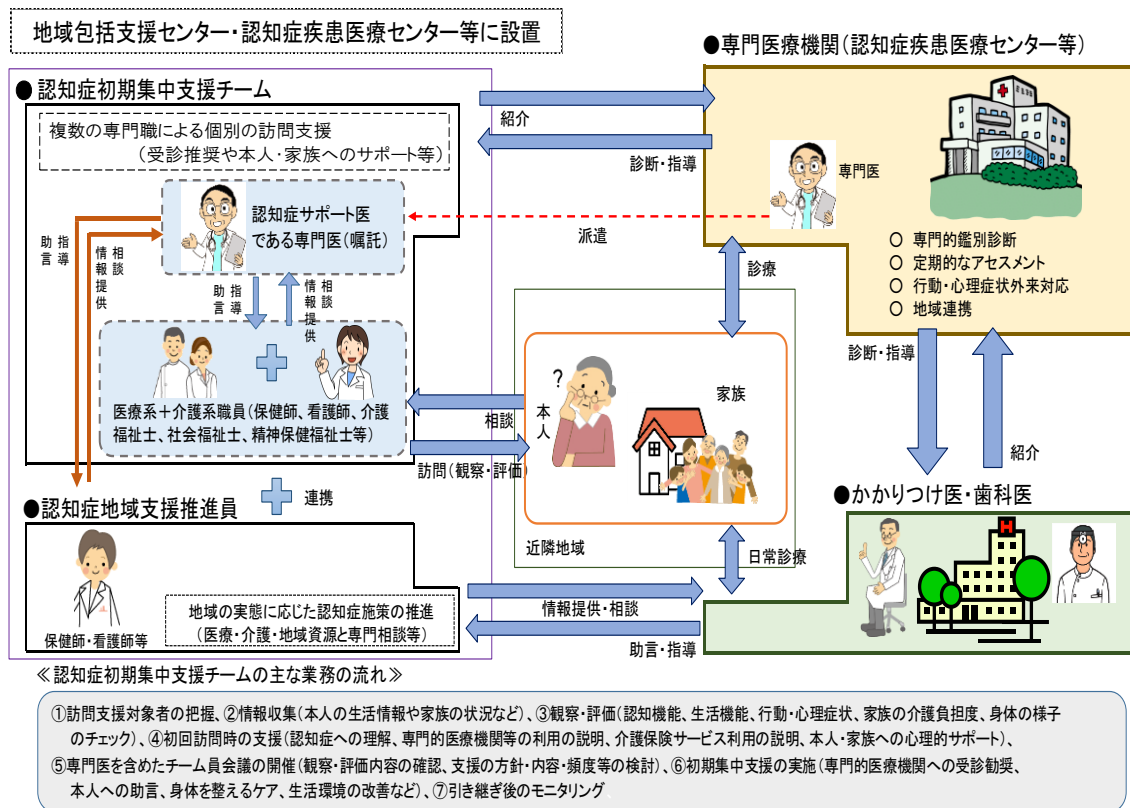 地域包括支援センター・認知症疾患医療センター等に設置
●専門医療機関(認知症疾患医療センター等)
● 認知症初期集中支援チーム
複数の専門職による個別の訪問支援
(受診推奨や本人・家族へのサポート等)
紹介
診断・指導
専門医
認知症サポート医
である専門医(嘱託)
派遣
指導
助言
相談
情報提供
指導
助言
相談
情報提供
診療
○ 専門的鑑別診断
○ 定期的なアセスメント
○ 行動・心理症状外来対応
○ 地域連携
診断・指導
紹介
?
本人
家族
医療系+介護系職員(保健師、看護師、介護
福祉士、社会福祉士、精神保健福祉士等)
相談
訪問(観察・評価)
連携
●認知症地域支援推進員
近隣地域
日常診療
●かかりつけ医・歯科医
H
保健師・看護師等
地域の実態に応じた認知症施策の推進
(医療・介護・地域資源と専門相談等)
情報提供・相談
助言・指導
≪認知症初期集中支援チームの主な業務の流れ≫
①訪問支援対象者の把握、②情報収集(本人の生活情報や家族の状況など)、③観察・評価(認知機能、生活機能、行動・心理症状、家族の介護負担度、身体の様子
のチェック)、④初回訪問時の支援(認知症への理解、専門的医療機関等の利用の説明、介護保険サービス利用の説明、本人・家族への心理的サポート)、
⑤専門医を含めたチーム員会議の開催(観察・評価内容の確認、支援の方針・内容・頻度等の検討)、⑥初期集中支援の実施(専門的医療機関への受診勧奨、
本人への助言、身体を整えるケア、生活環境の改善など)、⑦引き継ぎ後のモニタリング